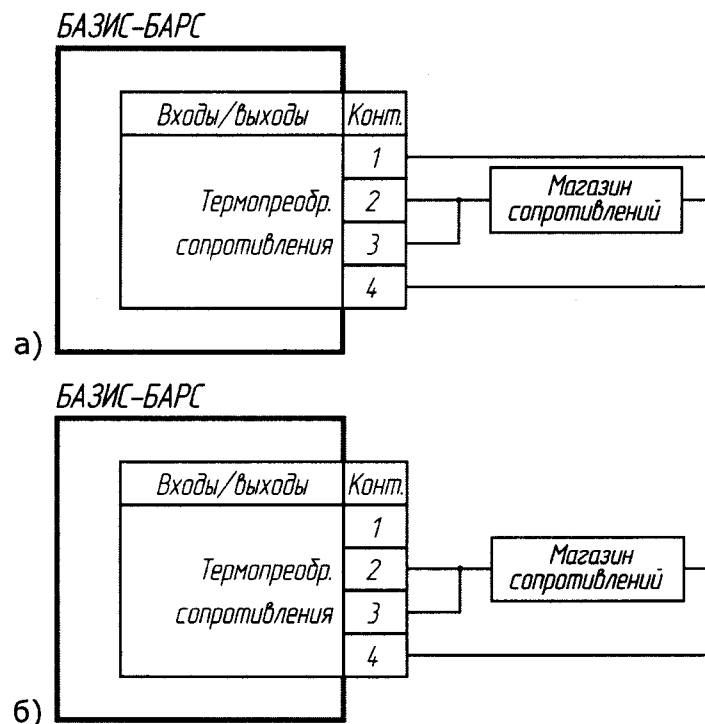 БАЗИС-БАРС
Входы/выходы Конт.
1
Термопреобр. 2
сопротивления 3
4
Магазин
сопротивлений
а)
БАЗИС-БАРС
Входы/выходы Конт.
1
Термопреобр. 2
сопротивления 3
4
Магазин
сопротивлений
б)